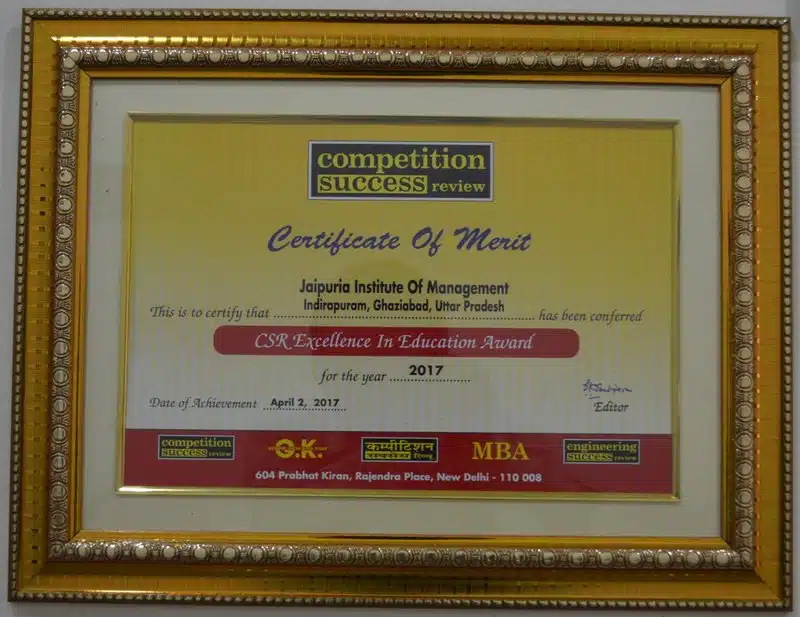 competition
success review
Certificate Of Merit
Jaipuria Institute Of Management
Indirapuram, Ghaziabad, Uttar Pradesh
This is to certify that ........ has been conferred
CSR Excellence In Education Award
for the year 2017
Date of Achievement April 2, 2017
Editor
competition
success review
O.K.
कम्पीटिशन
सक्सेस रिव्यू
MBA
engineering
success review
604 Prabhat Kiran, Rajendra Place, New Delhi - 110 008